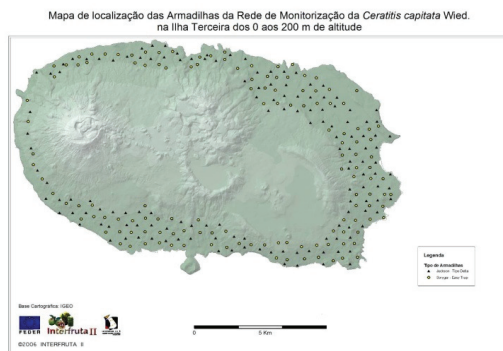 Mapa de localização das Armadilhas da Rede de Monitorização da Ceratitis capitata Wied.
na Ilha Terceira dos 0 aos 200 m de altitude
Legenda
Tipo de Armadilhas
Jackson - Tipo Delta
Base Cartográfica: IGEO
FEDER
Interfruta II
0
5 Km
©2006 INTERFRUTA II